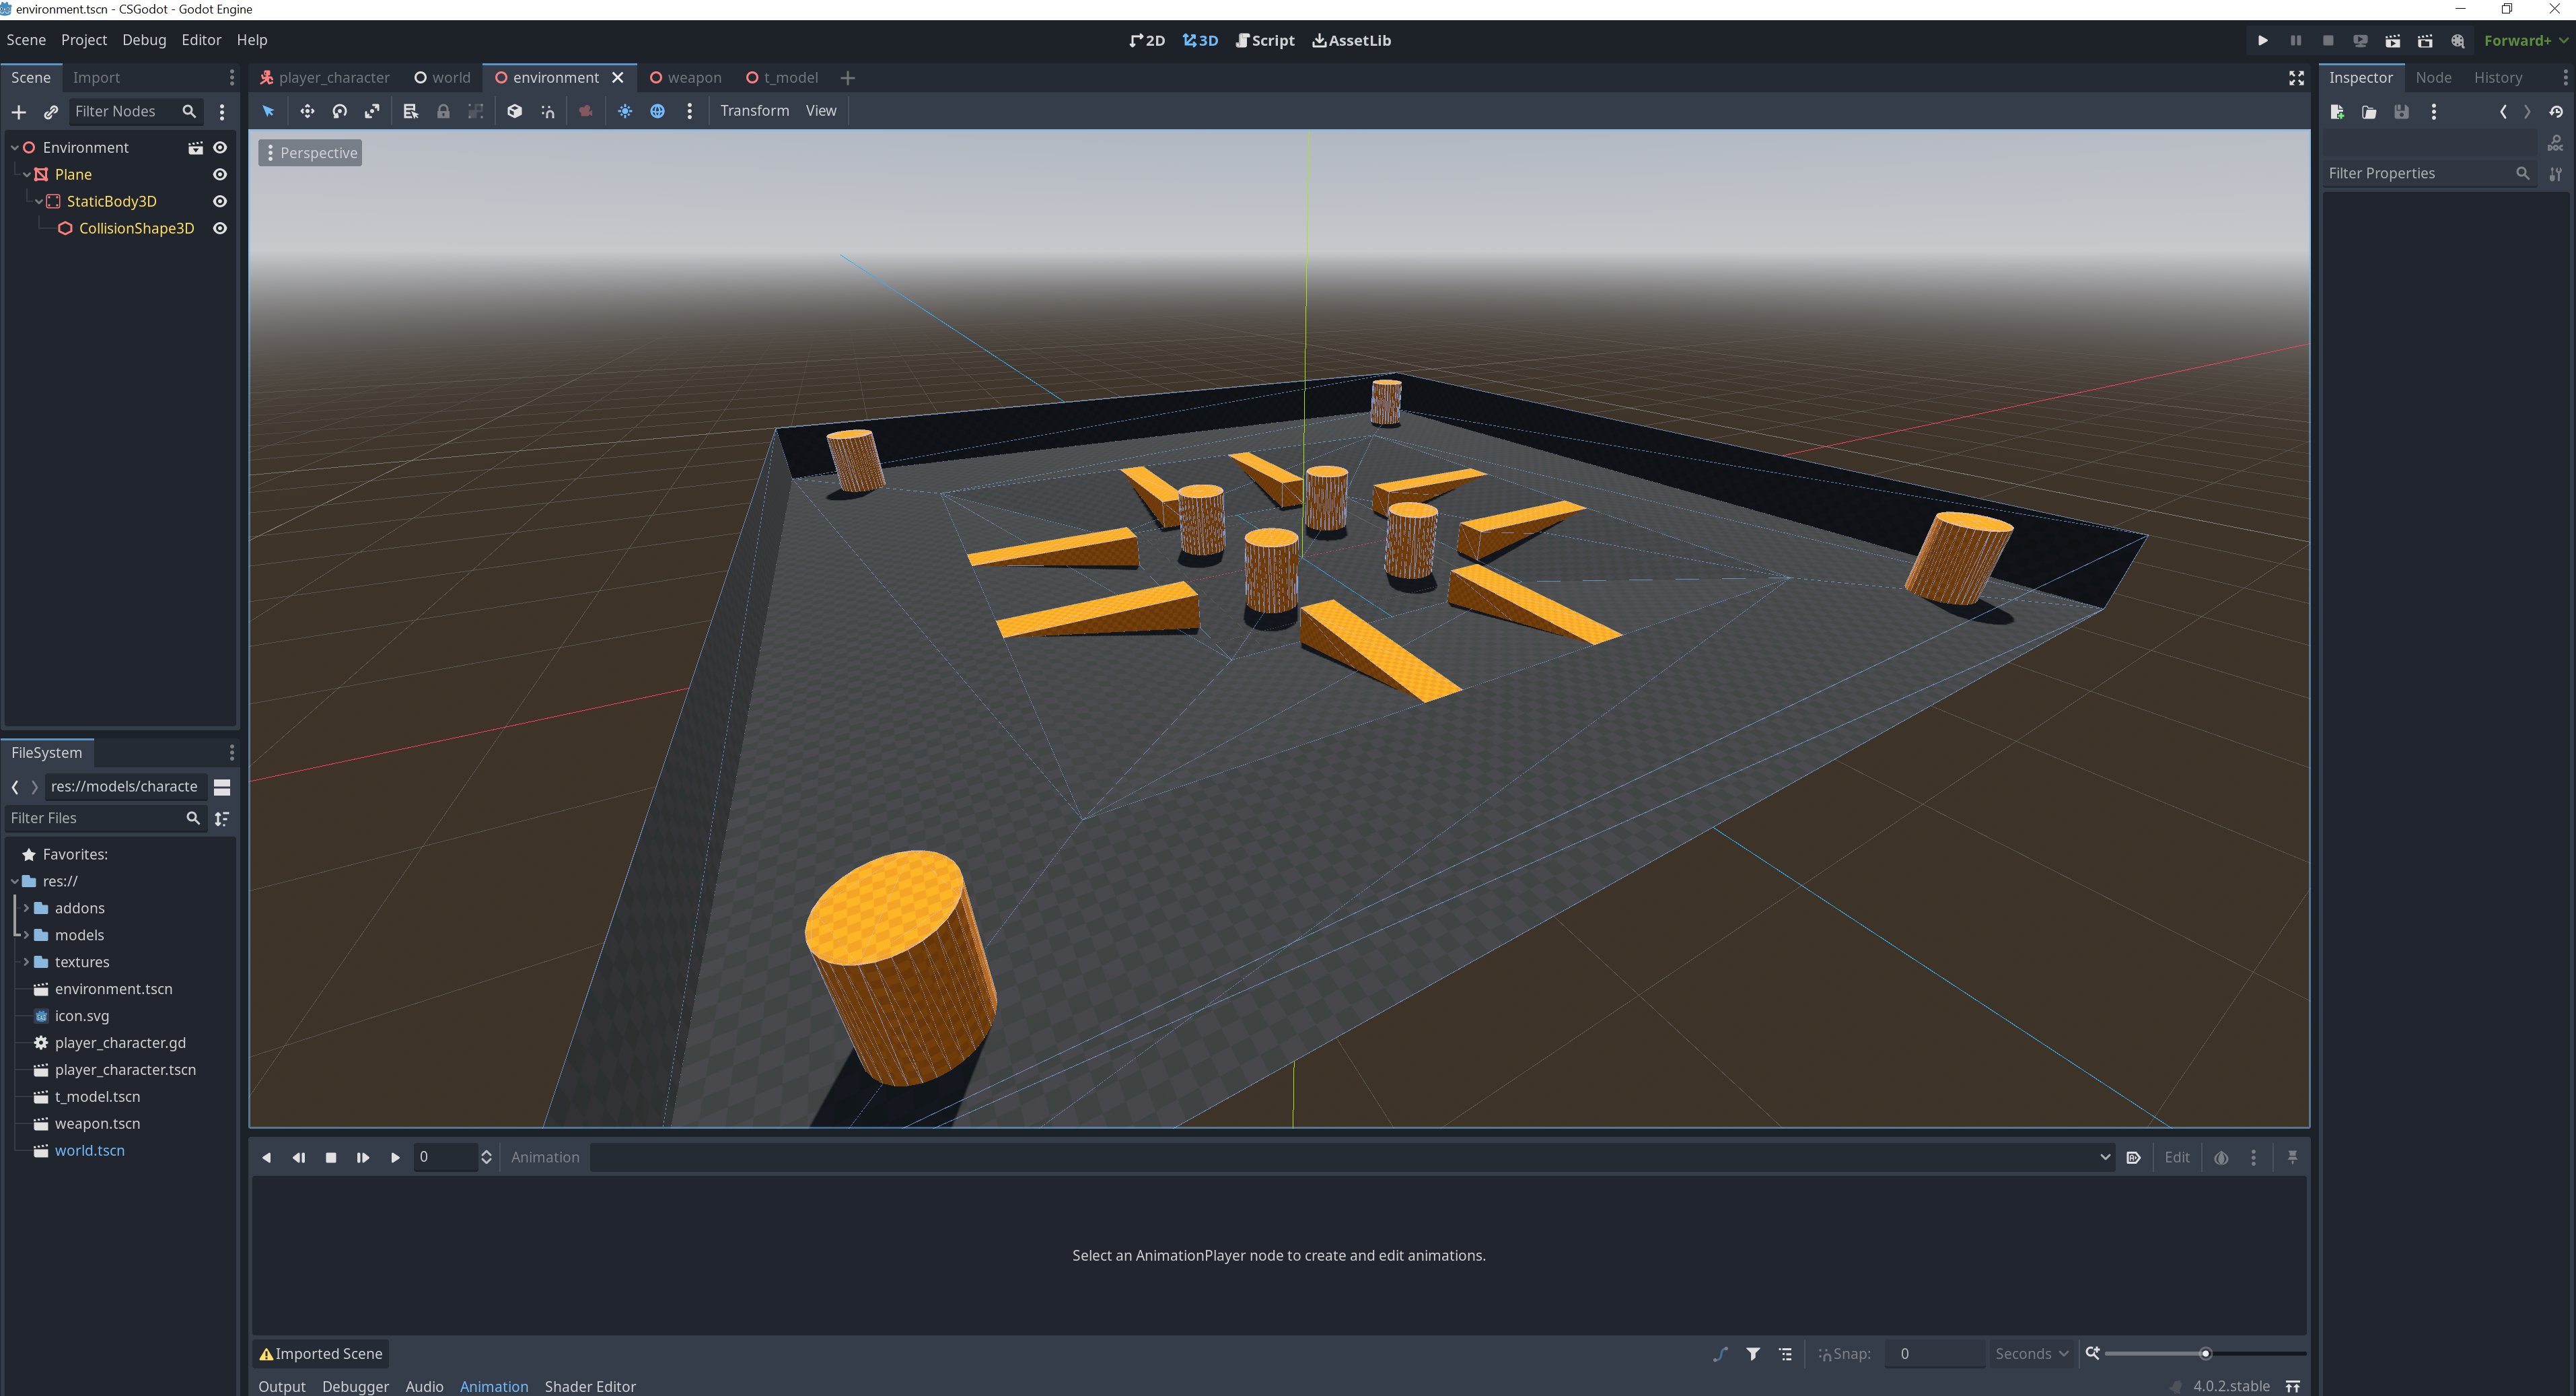 environment.tscn - CSGodot - Godot Engine
Scene Project Debug Editor Help
2D 3D Script AssetLib
Forward+
Scene Import
player_character world environment weapon t_model
Inspector Node History
Filter Nodes
Transform View
Perspective
DOC
Filter Properties
Environment
Plane
StaticBody3D
CollisionShape3D
FileSystem
res://models/characte
Filter Files
Favorites:
res://
addons
models
textures
environment.tscn
icon.svg
player_character.gd
player_character.tscn
t_model.tscn
weapon.tscn
world.tscn
0 Animation Edit
Select an AnimationPlayer node to create and edit animations.
Imported Scene
Snap: 0 Seconds
Output Debugger Audio Animation Shader Editor
4.0.2.stable